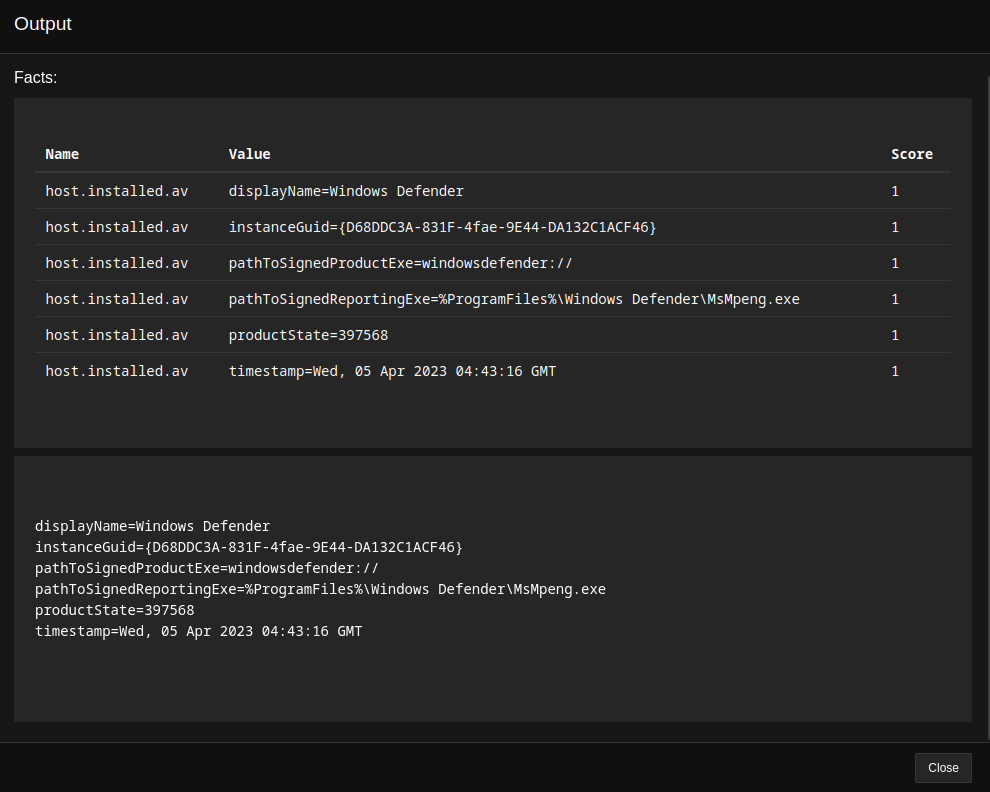 Output
Facts:
Name Value Score
host.installed.av displayName=Windows Defender 1
host.installed.av instanceGuid={D68DDC3A-831F-4fae-9E44-DA132C1ACF46} 1
host.installed.av pathToSignedProductExe=windowsdefender:// 1
host.installed.av pathToSignedReportingExe=%ProgramFiles%\Windows Defender\MsMpeng.exe 1
host.installed.av productState=397568 1
host.installed.av timestamp=Wed, 05 Apr 2023 04:43:16 GMT 1
displayName=Windows Defender
instanceGuid={D68DDC3A-831F-4fae-9E44-DA132C1ACF46}
pathToSignedProductExe=windowsdefender://
pathToSignedReportingExe=%ProgramFiles%\Windows Defender\MsMpeng.exe
productState=397568
timestamp=Wed, 05 Apr 2023 04:43:16 GMT
Close